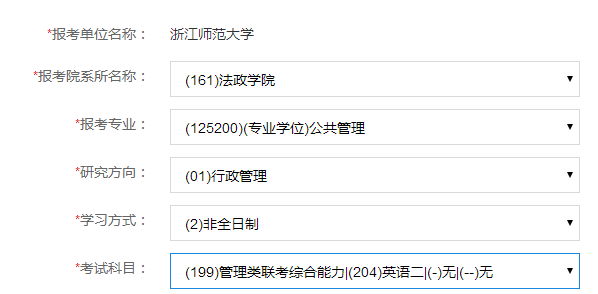 *报考单位名称： 浙江师范大学
*报考院系所名称： (161)法政学院
*报考专业： (125200)(专业学位)公共管理
*研究方向： (01)行政管理
*学习方式： (2)非全日制
*考试科目： (199)管理类联考综合能力|(204)英语二|(-)无|(--)无